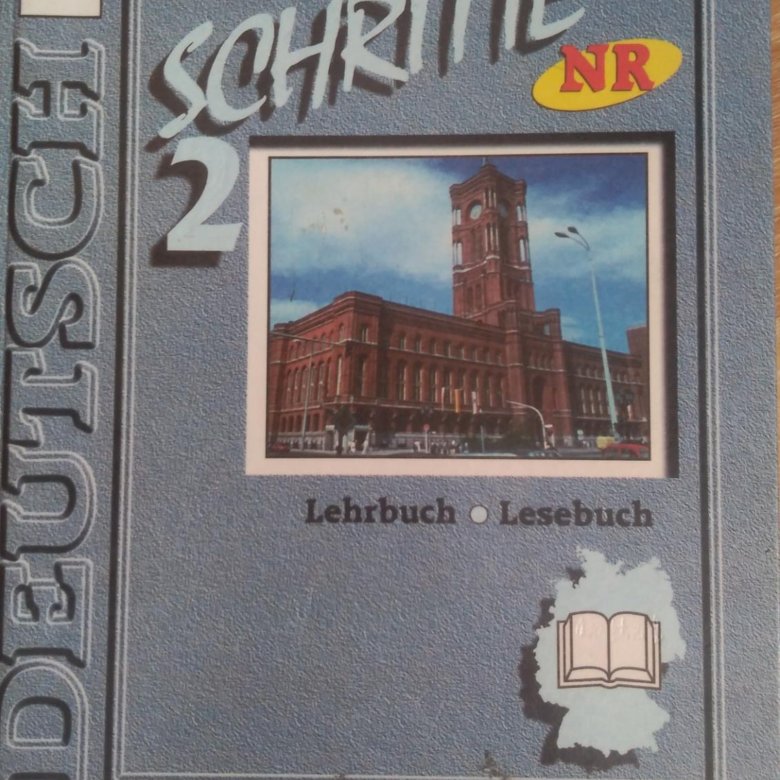 SCHRITTE
NR
2
Lehrbuch • Lesebuch
DEUTSCH